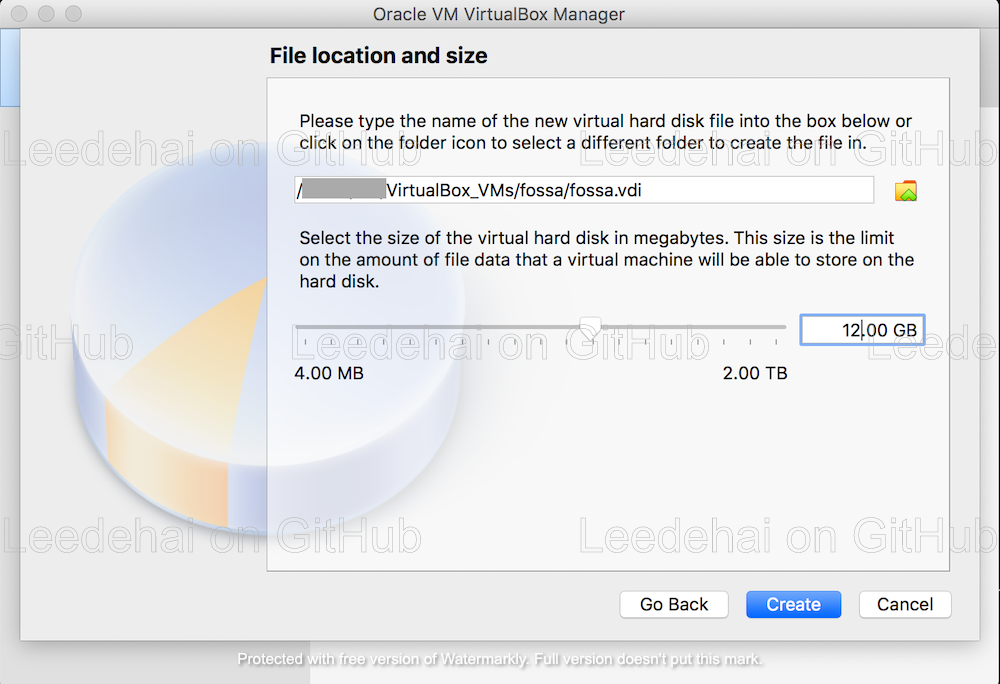 Oracle VM VirtualBox Manager
File location and size
Please type the name of the new virtual hard disk file into the box below or
click on the folder icon to select a different folder to create the file in.
Leedehai on GitHub Leedehai on GitHub
/ VirtualBox_VMs/fossa/fossa.vdi
Select the size of the virtual hard disk in megabytes. This size is the limit
on the amount of file data that a virtual machine will be able to store on the
hard disk.
12.00 GB
GitHub Leedehai on GitHub Leede
4.00 MB 2.00 TB
Leedehai on GitHub Leedehai on GitHub
Go Back Create Cancel
Protected with free version of Watermarkly. Full version doesn't put this mark.